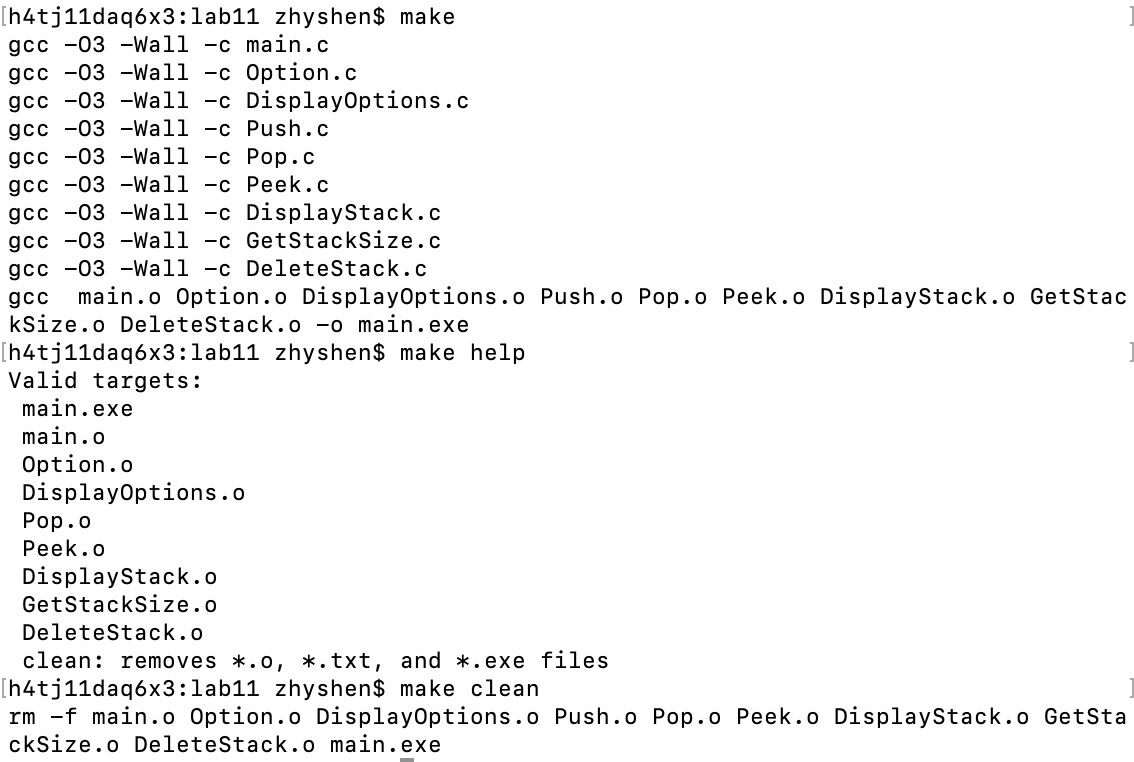 [h4tj11daq6x3:lab11 zhyshen$ make ]
gcc -O3 -Wall -c main.c
gcc -O3 -Wall -c Option.c
gcc -O3 -Wall -c DisplayOptions.c
gcc -O3 -Wall -c Push.c
gcc -O3 -Wall -c Pop.c
gcc -O3 -Wall -c Peek.c
gcc -O3 -Wall -c DisplayStack.c
gcc -O3 -Wall -c GetStackSize.c
gcc -O3 -Wall -c DeleteStack.c
gcc  main.o Option.o DisplayOptions.o Push.o Pop.o Peek.o DisplayStack.o GetStac
kSize.o DeleteStack.o -o main.exe
[h4tj11daq6x3:lab11 zhyshen$ make help ]
Valid targets:
 main.exe
 main.o
 Option.o
 DisplayOptions.o
 Pop.o
 Peek.o
 DisplayStack.o
 GetStackSize.o
 DeleteStack.o
 clean: removes *.o, *.txt, and *.exe files
[h4tj11daq6x3:lab11 zhyshen$ make clean ]
rm -f main.o Option.o DisplayOptions.o Push.o Pop.o Peek.o DisplayStack.o GetSta
ckSize.o DeleteStack.o main.exe